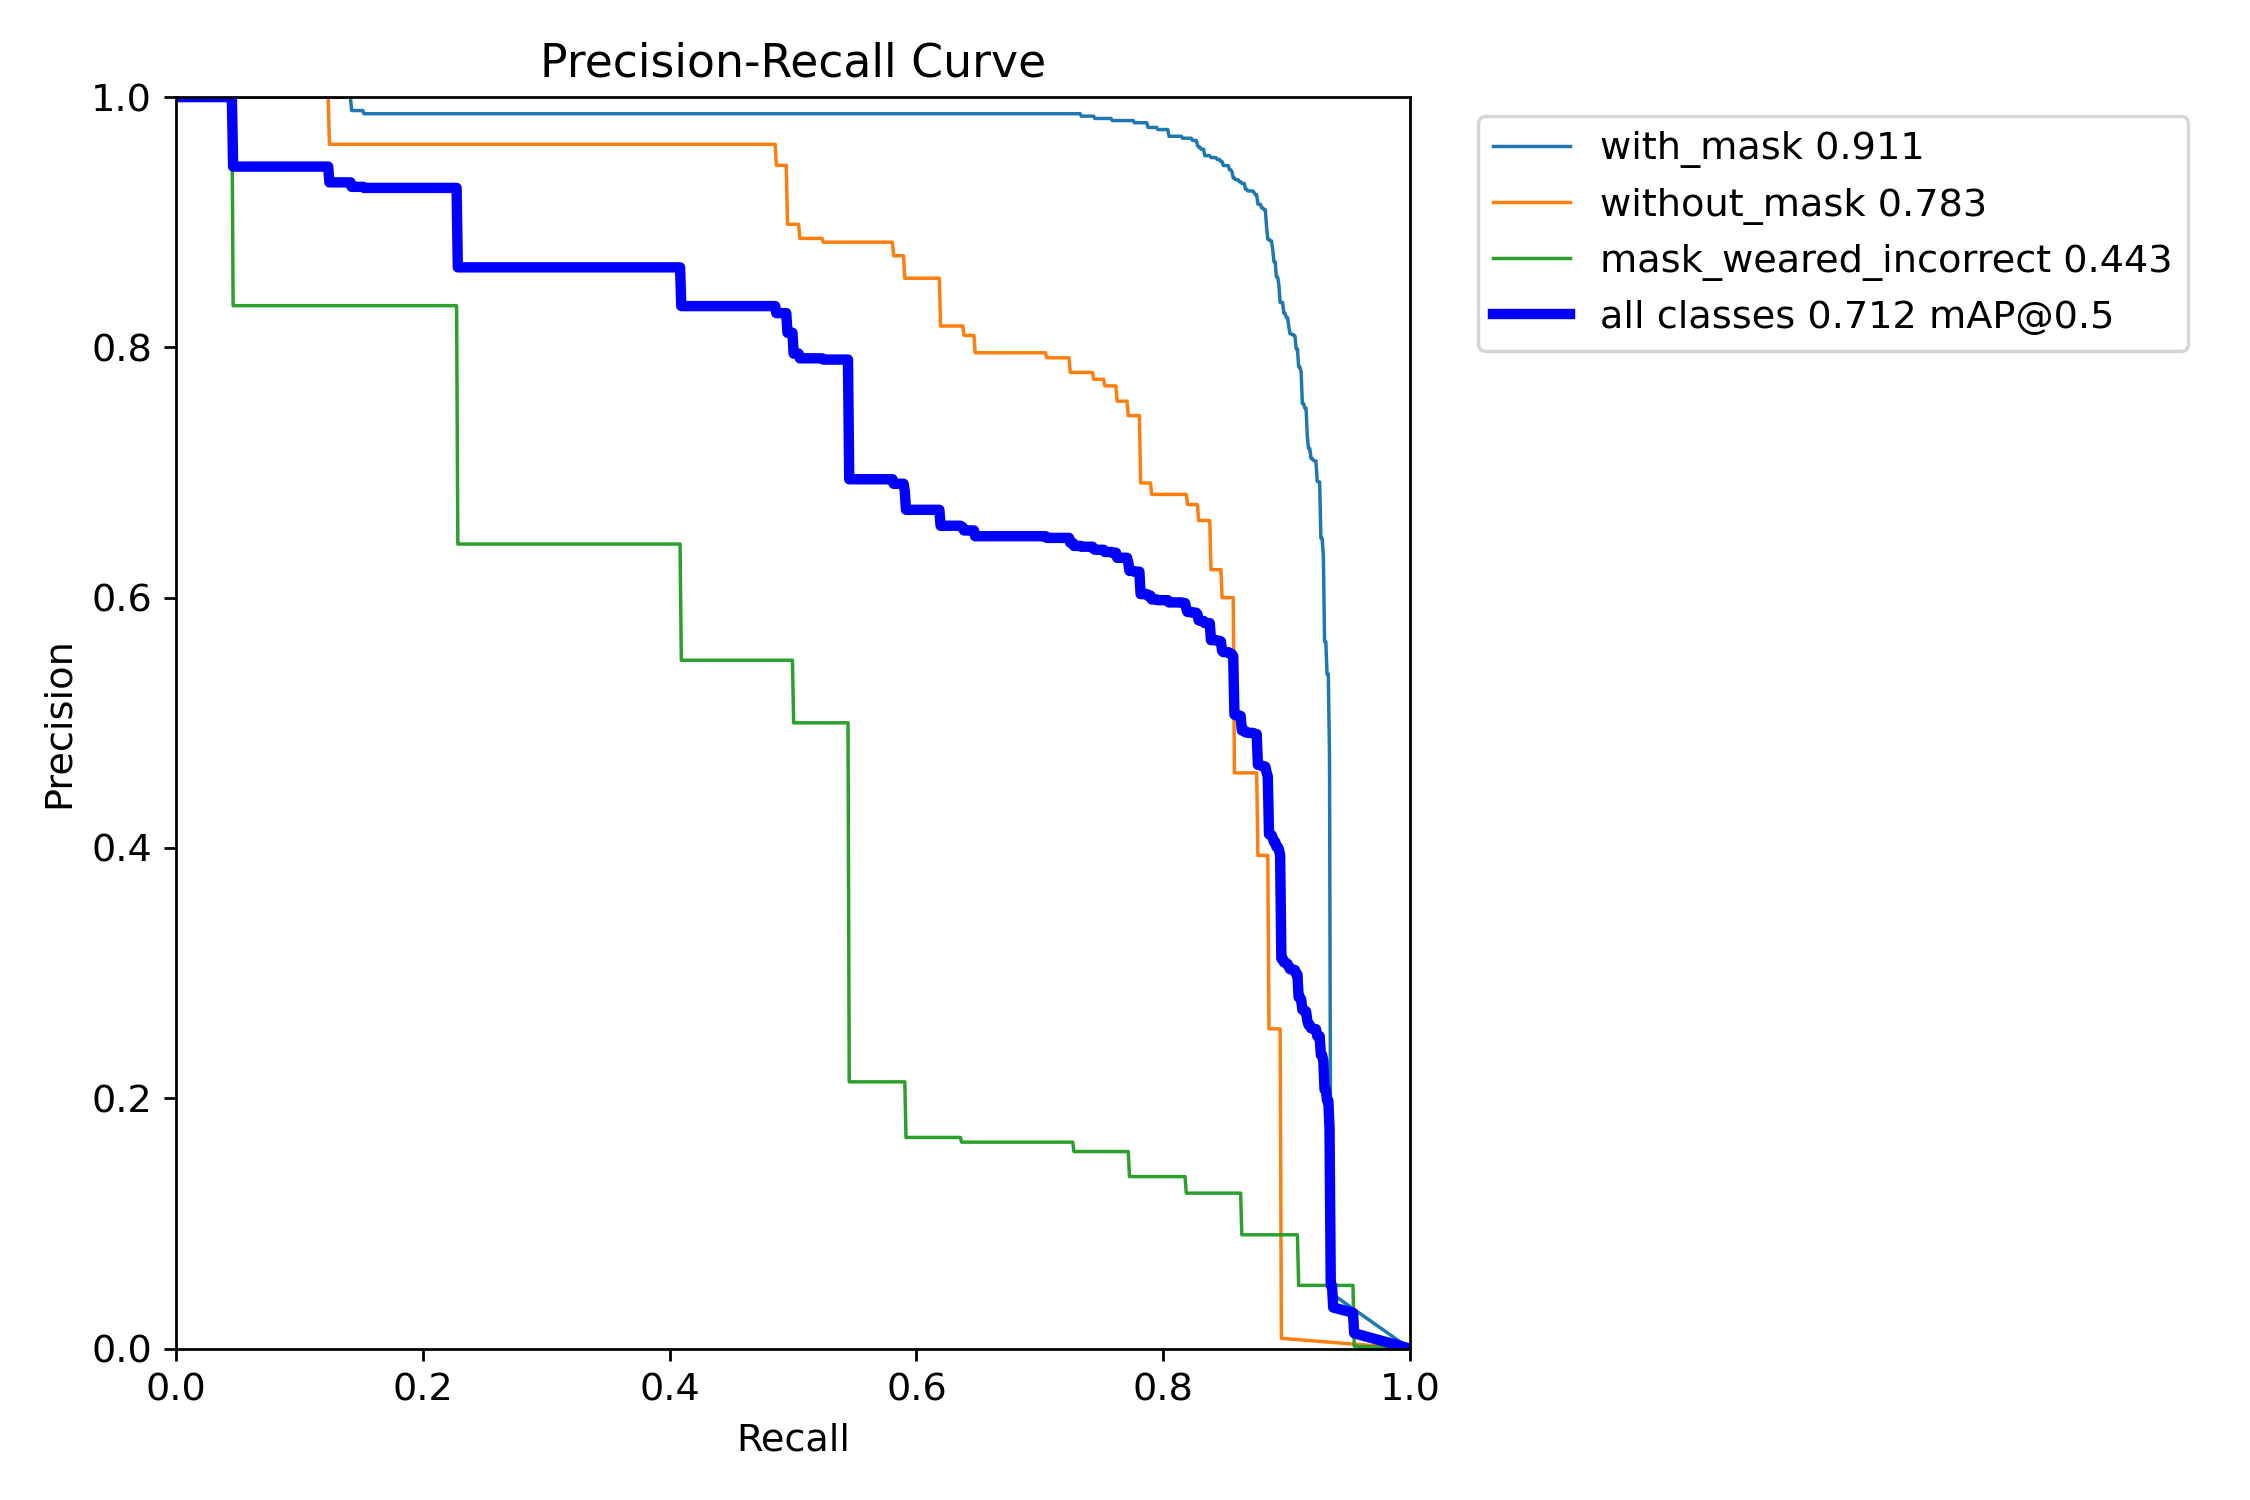 Precision-Recall Curve
1.0
0.8
0.6
0.4
0.2
0.0
Precision
0.0 0.2 0.4 0.6 0.8 1.0
Recall
with_mask 0.911
without_mask 0.783
mask_weared_incorrect 0.443
all classes 0.712 mAP@0.5